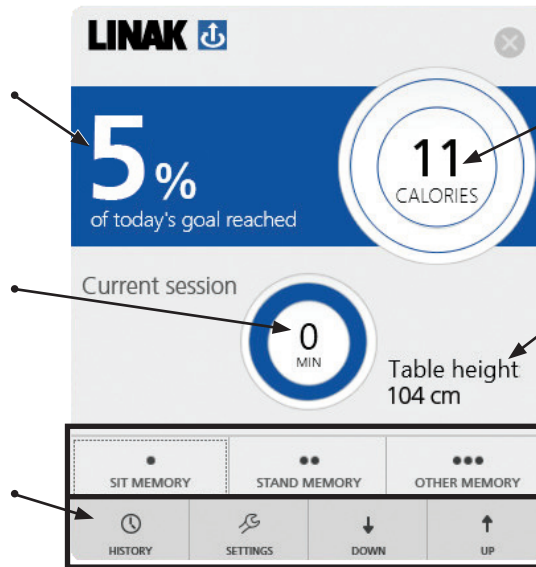 LINAK
5%
of today's goal reached
11
CALORIES
Current session
0
MIN
Table height
104 cm
SIT MEMORY
STAND MEMORY
OTHER MEMORY
HISTORY
SETTINGS
DOWN
UP